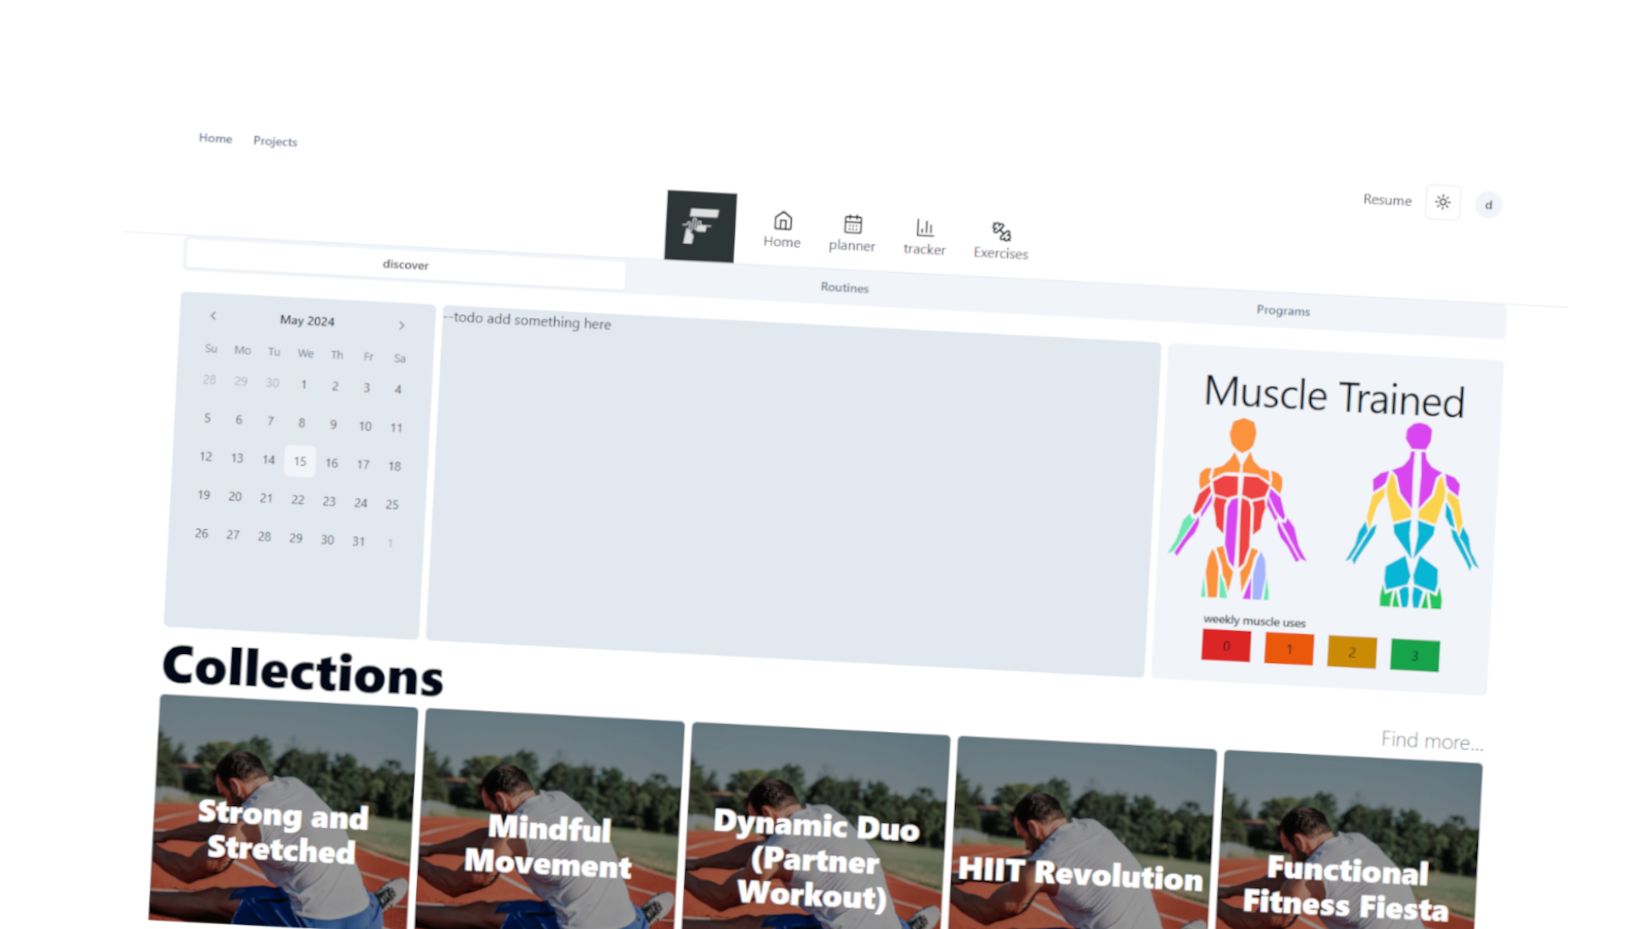 Home Projects
Resume d
Home planner tracker Exercises
discover Routines Programs
May 2024
Su Mo Tu We Th Fr Sa
28 29 30 1 2 3 4
5 6 7 8 9 10 11
12 13 14 15 16 17 18
19 20 21 22 23 24 25
26 27 28 29 30 31 1
--todo add something here
Muscle Trained
weekly muscle uses
0 1 2 3
Collections
Find more...
Strong and
Stretched
Mindful
Movement
Dynamic Duo
(Partner
Workout)
HIIT Revolution
Functional
Fitness Fiesta